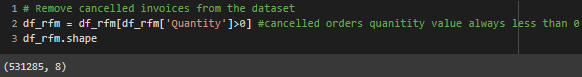 1 # Remove cancelled invoices from the dataset
2 df_rfm = df_rfm[df_rfm['Quantity']>0] #cancelled orders quanitity value always less than 0
3 df_rfm.shape
(531285, 8)